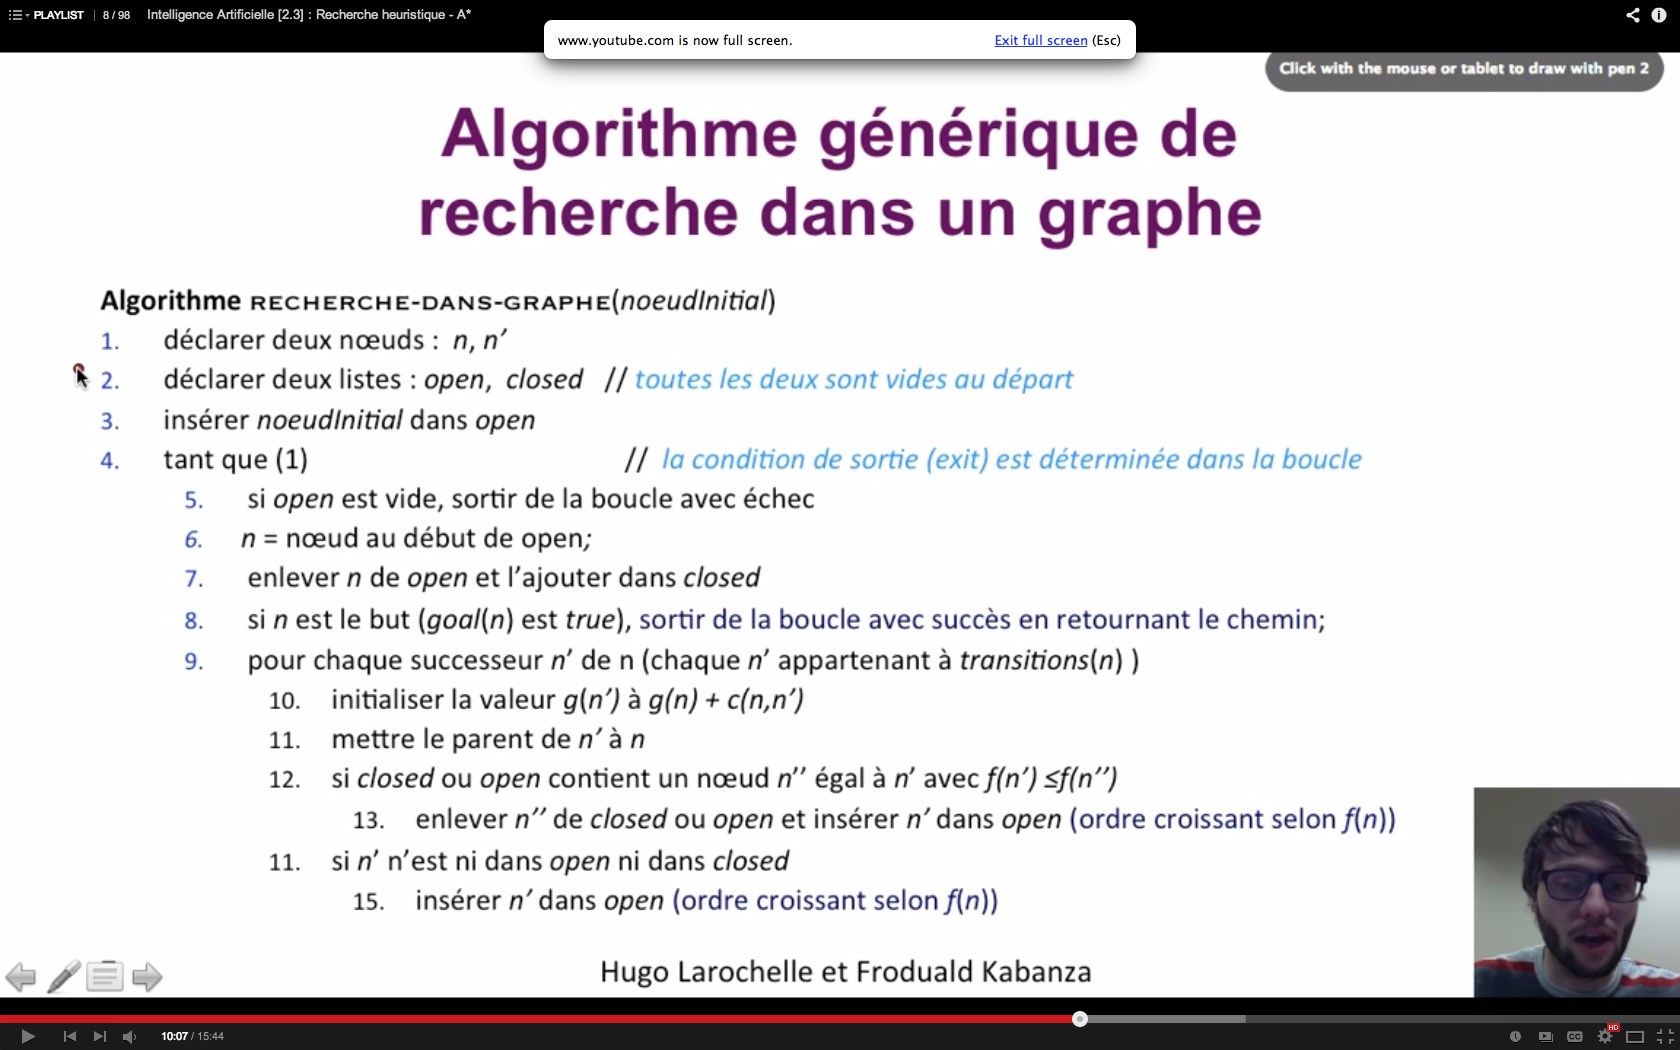 PLAYLIST | 8 / 98 Intelligence Artificielle [2.3] : Recherche heuristique - A*
www.youtube.com is now full screen. Exit full screen (Esc)
Click with the mouse or tablet to draw with pen 2
Algorithme générique de
recherche dans un graphe
Algorithme RECHERCHE-DANS-GRAPHE(noeudInitial)
1. déclarer deux nœuds : n, n’
2. déclarer deux listes : open, closed // toutes les deux sont vides au départ
3. insérer noeudInitial dans open
4. tant que (1) // la condition de sortie (exit) est déterminée dans la boucle
5. si open est vide, sortir de la boucle avec échec
6. n = nœud au début de open;
7. enlever n de open et l’ajouter dans closed
8. si n est le but (goal(n) est true), sortir de la boucle avec succès en retournant le chemin;
9. pour chaque successeur n’ de n (chaque n’ appartenant à transitions(n) )
10. initialiser la valeur g(n’) à g(n) + c(n,n’)
11. mettre le parent de n’ à n
12. si closed ou open contient un nœud n’’ égal à n’ avec f(n’) ≤f(n’’)
13. enlever n’’ de closed ou open et insérer n’ dans open (ordre croissant selon f(n))
11. si n’ n’est ni dans open ni dans closed
15. insérer n’ dans open (ordre croissant selon f(n))
Hugo Larochelle et Froduald Kabanza
10:07 / 15:44
CC
HD